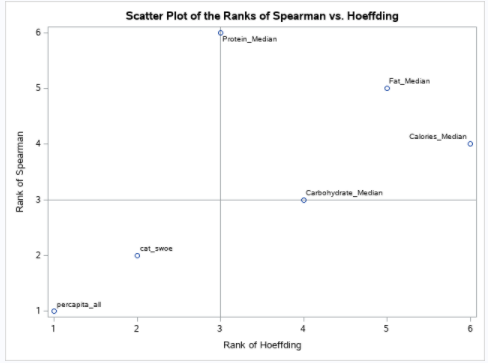 Scatter Plot of the Ranks of Spearman vs. Hoeffding
6
Protein_Median
5
Fat_Median
4
Calories_Median
Rank of Spearman
3
Carbohydrate_Median
2
cat_swoe
1
percapita_all
1 2 3 4 5 6
Rank of Hoeffding